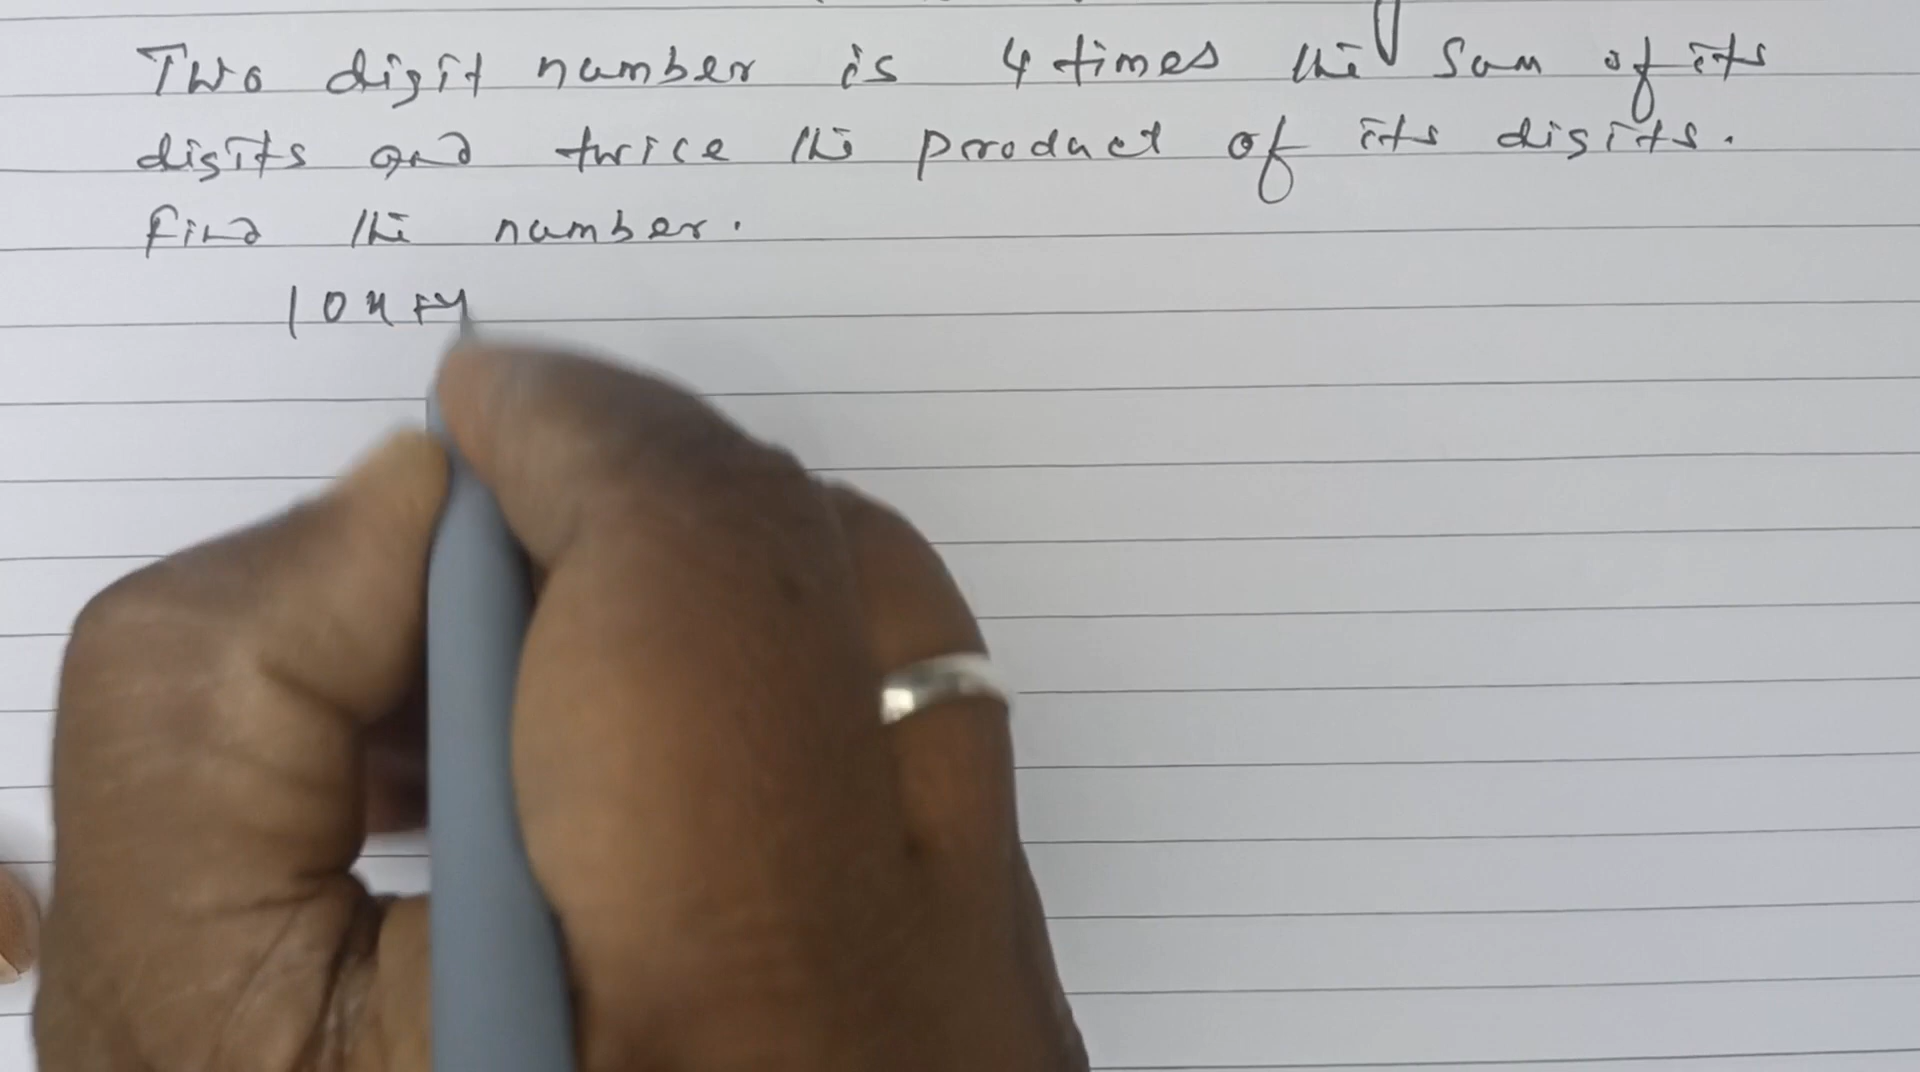 Two digit number is 4 times the sum of its
digits and twice the product of its digits.
find the number.
10x+y